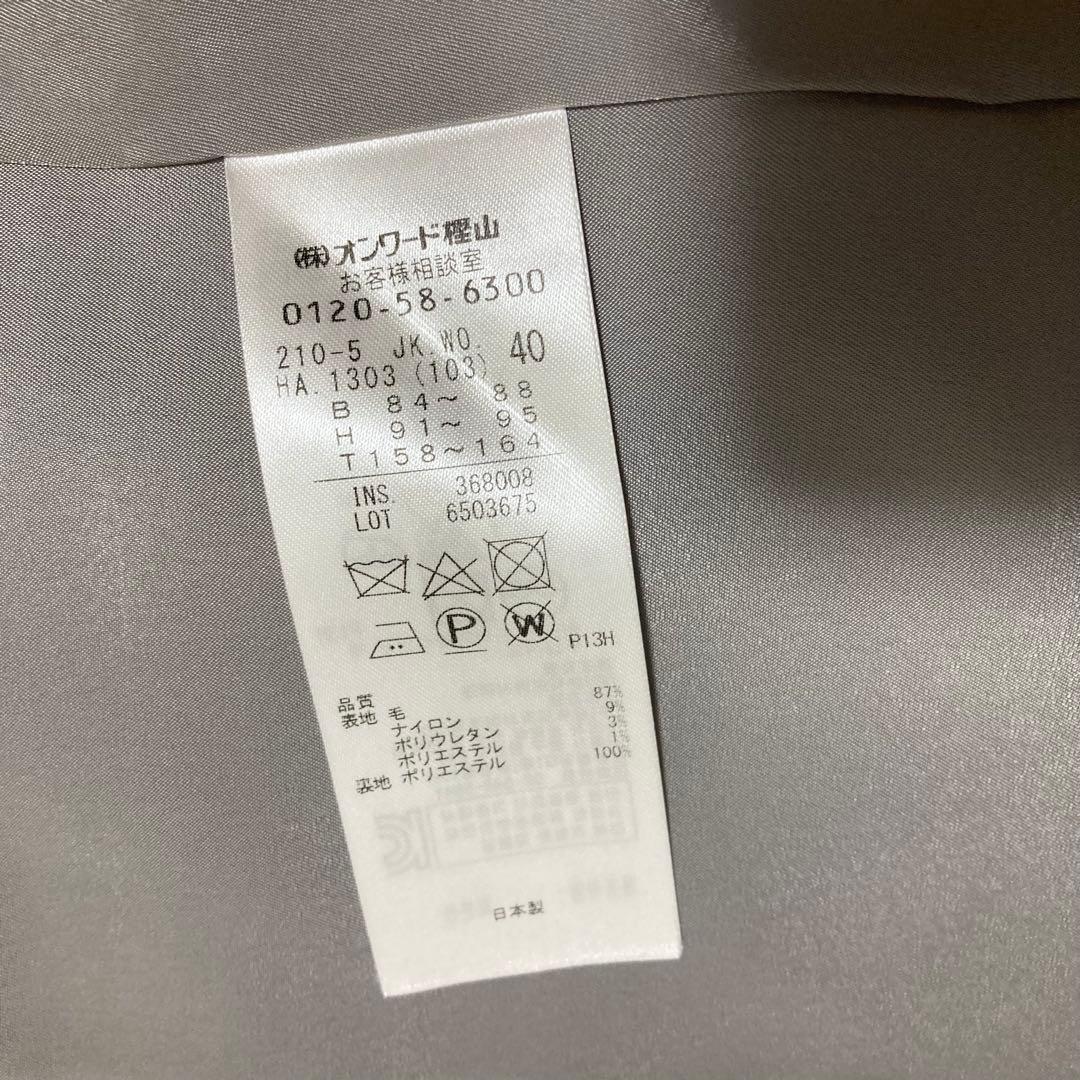 ㈱オンワード樫山
お客様相談室
0120-58-6300
210-5 JK.WO. 40
HA.1303 (103)
B 84～ 88
H 91～ 95
T158～164
INS. 368008
LOT 6503675
P
W
P13H
品質
表地 毛 87%
ナイロン 9%
ポリウレタン 3%
ポリエステル 1%
裏地 ポリエステル 100%
日本製